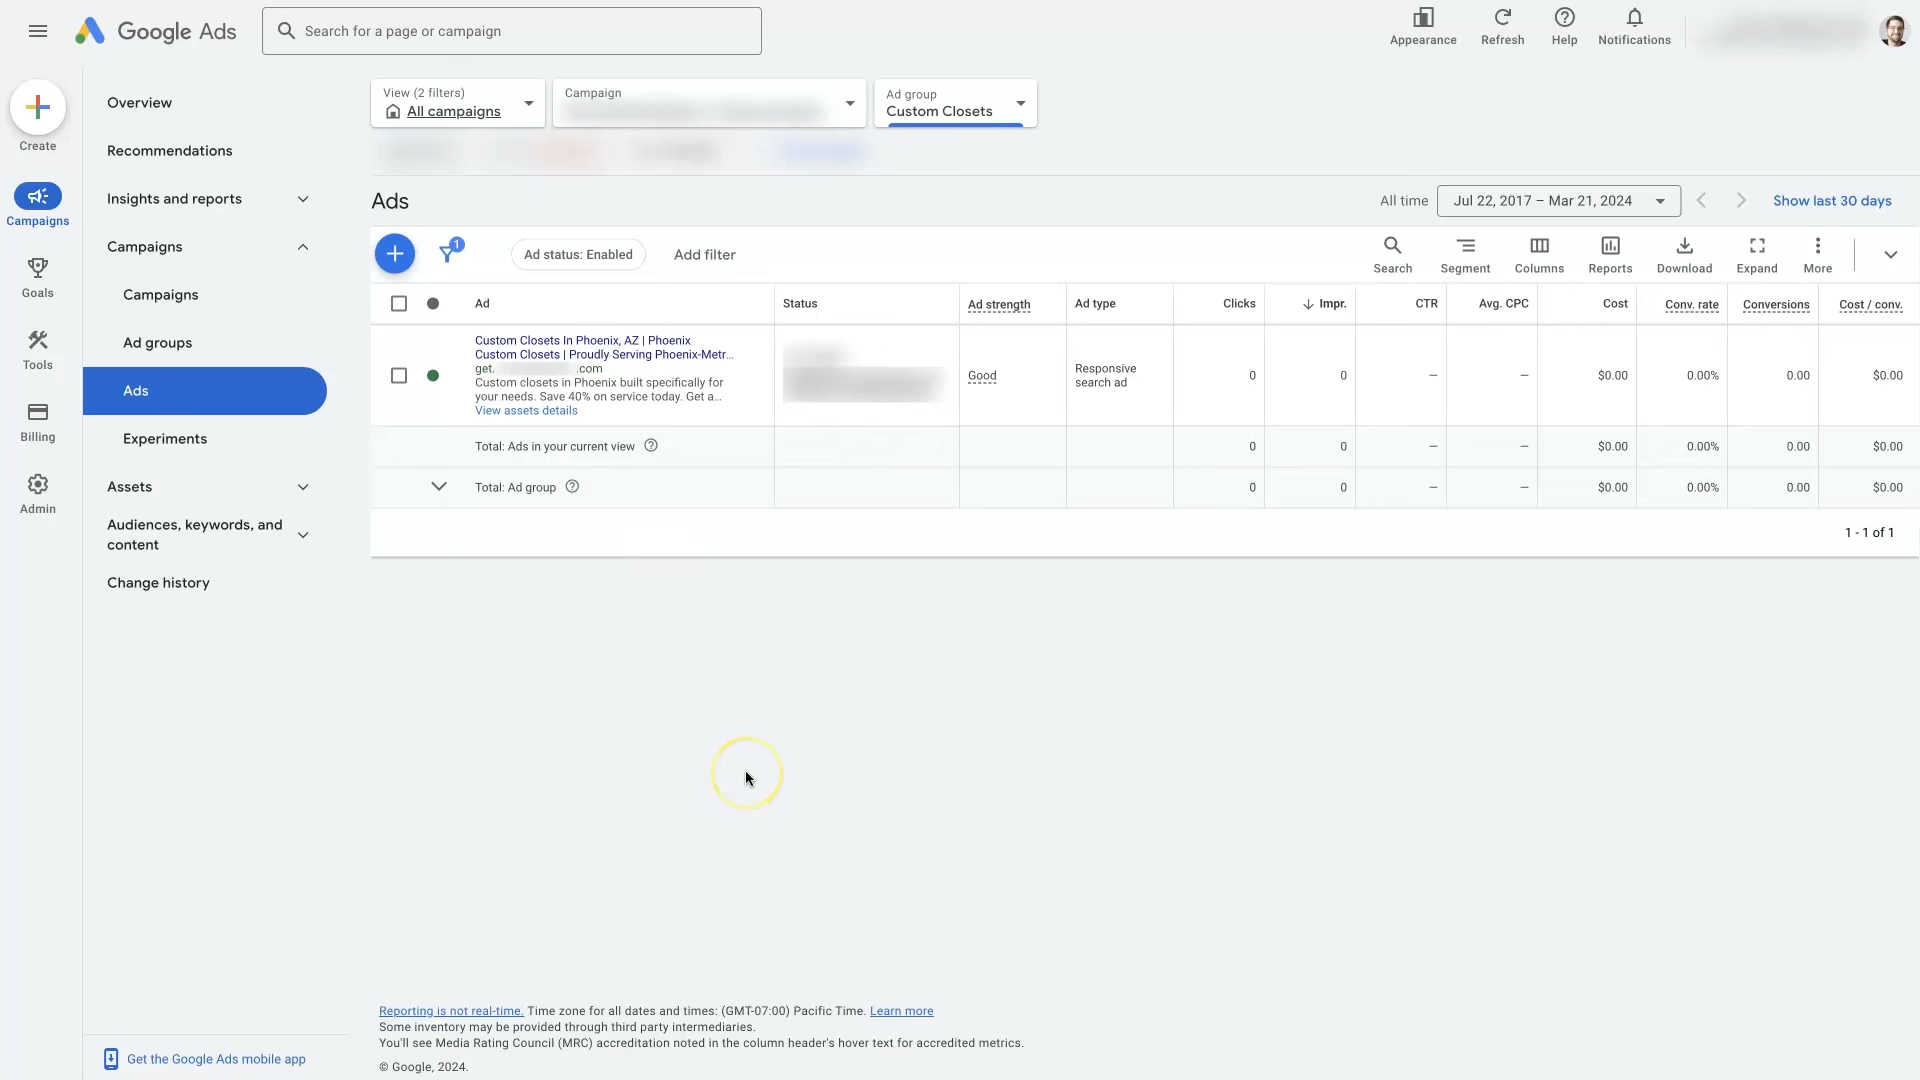 Google Ads
Search for a page or campaign
Appearance
Refresh
Help
Notifications
Create
Campaigns
Goals
Tools
Billing
Admin
Overview
Recommendations
Insights and reports
Campaigns
Campaigns
Ad groups
Ads
Experiments
Assets
Audiences, keywords, and
content
Change history
Get the Google Ads mobile app
View (2 filters)
All campaigns
Campaign
Ad group
Custom Closets
Ads
All time
Jul 22, 2017 – Mar 21, 2024
Show last 30 days
1
Ad status: Enabled
Add filter
Search
Segment
Columns
Reports
Download
Expand
More
Ad Status Ad strength Ad type Clicks Impr. CTR Avg. CPC Cost Conv. rate Conversions Cost / conv.
Custom Closets In Phoenix, AZ | Phoenix
Custom Closets | Proudly Serving Phoenix-Metr...
get. .com
Custom closets in Phoenix built specifically for
your needs. Save 40% on service today. Get a...
View assets details
Good
Responsive
search ad
0 0 – – $0.00 0.00% 0.00 $0.00
Total: Ads in your current view 0 0 – – $0.00 0.00% 0.00 $0.00
Total: Ad group 0 0 – – $0.00 0.00% 0.00 $0.00
1 - 1 of 1
Reporting is not real-time. Time zone for all dates and times: (GMT-07:00) Pacific Time. Learn more
Some inventory may be provided through third party intermediaries.
You'll see Media Rating Council (MRC) accreditation noted in the column header's hover text for accredited metrics.
© Google, 2024.